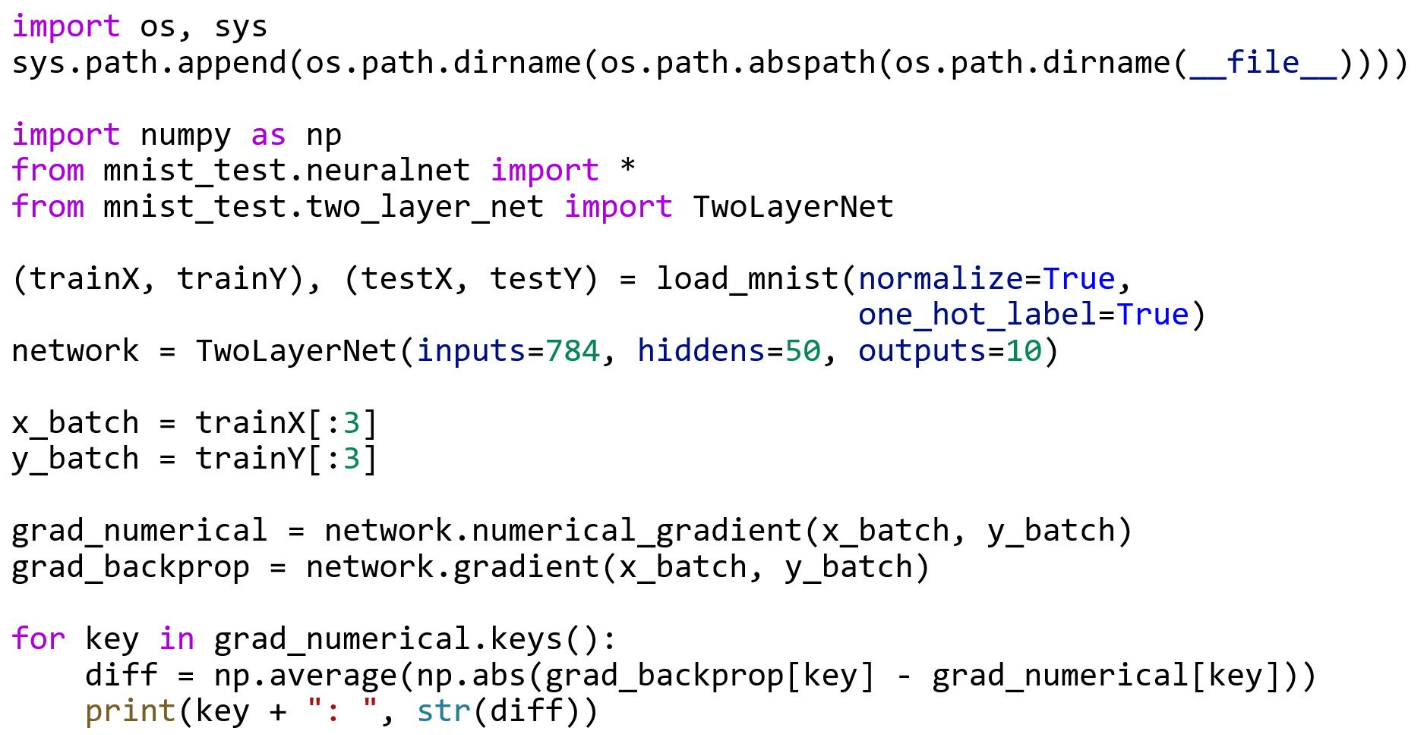 import os, sys
sys.path.append(os.path.dirname(os.path.abspath(os.path.dirname(__file__))))

import numpy as np
from mnist_test.neuralnet import *
from mnist_test.two_layer_net import TwoLayerNet

(trainX, trainY), (testX, testY) = load_mnist(normalize=True,
                                              one_hot_label=True)
network = TwoLayerNet(inputs=784, hiddens=50, outputs=10)

x_batch = trainX[:3]
y_batch = trainY[:3]

grad_numerical = network.numerical_gradient(x_batch, y_batch)
grad_backprop = network.gradient(x_batch, y_batch)

for key in grad_numerical.keys():
    diff = np.average(np.abs(grad_backprop[key] - grad_numerical[key]))
    print(key + ": ", str(diff))